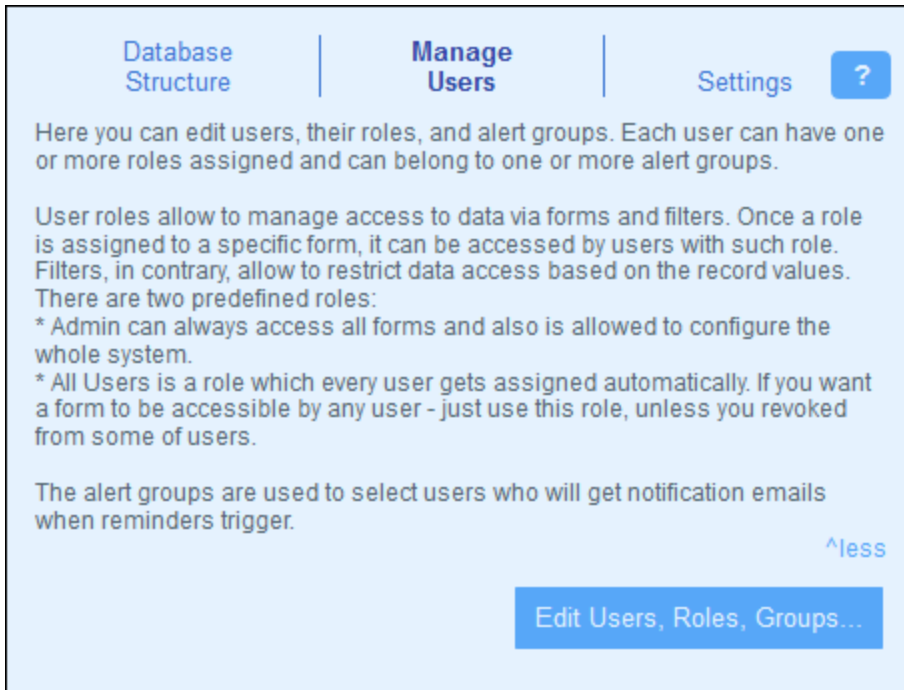 Database
Structure
Manage
Users
Settings
?
Here you can edit users, their roles, and alert groups. Each user can have one
or more roles assigned and can belong to one or more alert groups.
User roles allow to manage access to data via forms and filters. Once a role
is assigned to a specific form, it can be accessed by users with such role.
Filters, in contrary, allow to restrict data access based on the record values.
There are two predefined roles:
* Admin can always access all forms and also is allowed to configure the
whole system.
* All Users is a role which every user gets assigned automatically. If you want
a form to be accessible by any user - just use this role, unless you revoked
from some of users.
The alert groups are used to select users who will get notification emails
when reminders trigger.
^less
Edit Users, Roles, Groups...